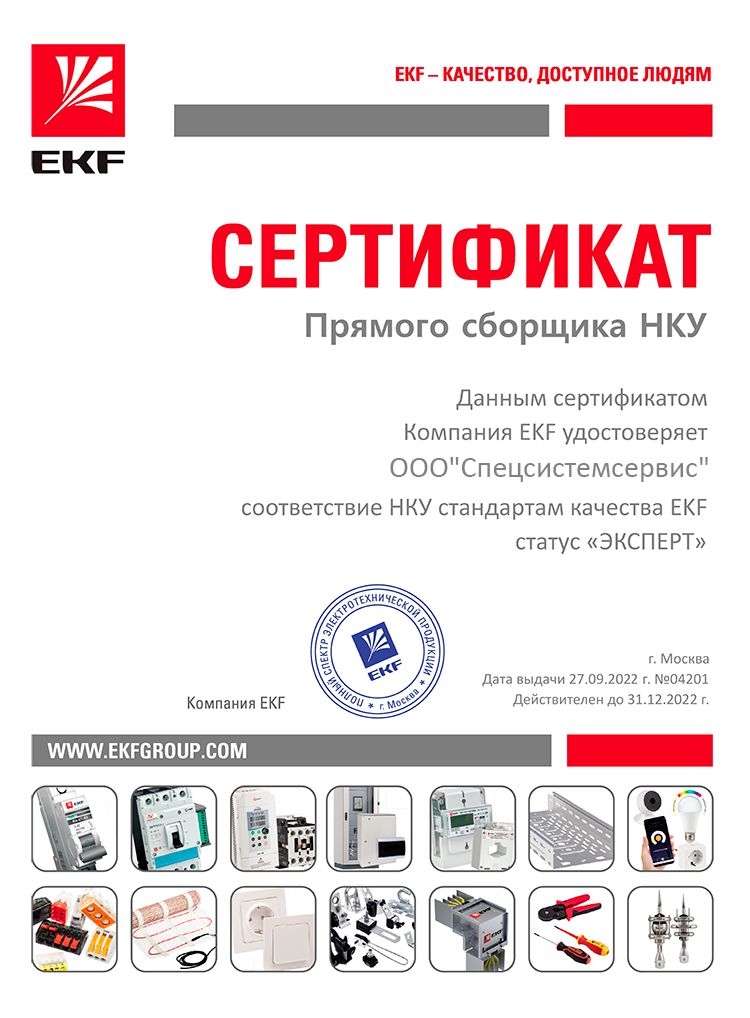 EKF – КАЧЕСТВО, ДОСТУПНОЕ ЛЮДЯМ
EKF
СЕРТИФИКАТ
Прямого сборщика НКУ
Данным сертификатом
Компания EKF удостоверяет
ООО"Спецсистемсервис"
соответствие НКУ стандартам качества EKF
статус «ЭКСПЕРТ»
ПОЛНЫЙ СПЕКТР ЭЛЕКТРОТЕХНИЧЕСКОЙ ПРОДУКЦИИ
EKF
* г. Москва *
г. Москва
Дата выдачи 27.09.2022 г. №04201
Действителен до 31.12.2022 г.
Компания EKF
WWW.EKFGROUP.COM
EKF
EKF